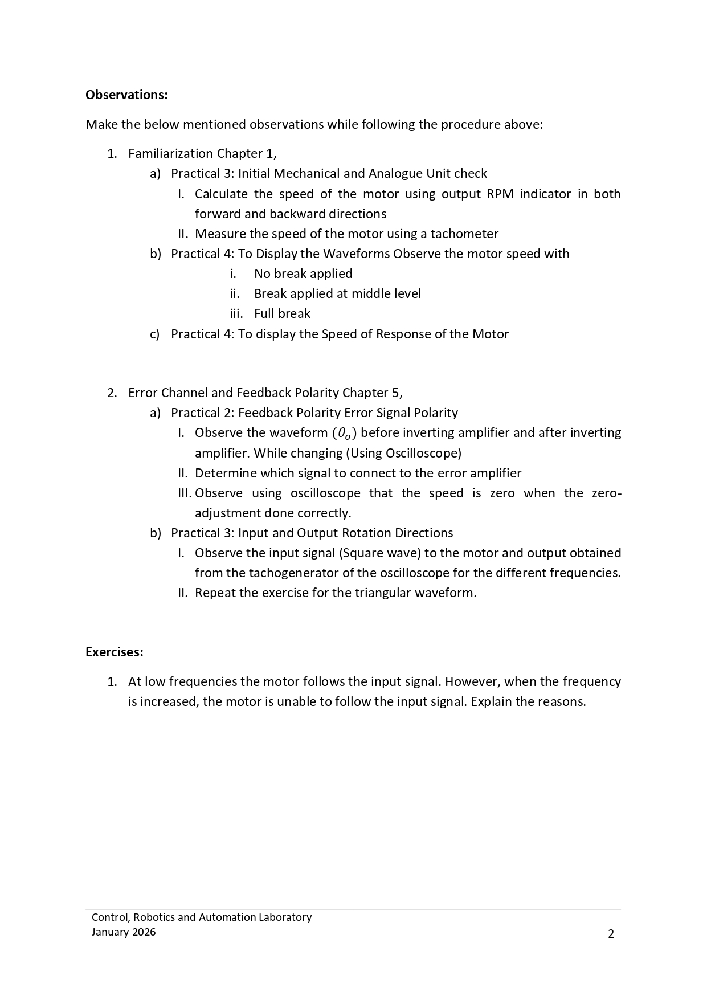 Observations:
Make the below mentioned observations while following the procedure above:
1. Familiarization Chapter 1,
a) Practical 3: Initial Mechanical and Analogue Unit check
I. Calculate the speed of the motor using output RPM indicator in both
forward and backward directions
II. Measure the speed of the motor using a tachometer
b) Practical 4: To Display the Waveforms Observe the motor speed with
i. No break applied
ii. Break applied at middle level
iii. Full break
c) Practical 4: To display the Speed of Response of the Motor
2. Error Channel and Feedback Polarity Chapter 5,
a) Practical 2: Feedback Polarity Error Signal Polarity
I. Observe the waveform (θₒ) before inverting amplifier and after inverting
amplifier. While changing (Using Oscilloscope)
II. Determine which signal to connect to the error amplifier
III. Observe using oscilloscope that the speed is zero when the zero-
adjustment done correctly.
b) Practical 3: Input and Output Rotation Directions
I. Observe the input signal (Square wave) to the motor and output obtained
from the tachogenerator of the oscilloscope for the different frequencies.
II. Repeat the exercise for the triangular waveform.
Exercises:
1. At low frequencies the motor follows the input signal. However, when the frequency
is increased, the motor is unable to follow the input signal. Explain the reasons.
Control, Robotics and Automation Laboratory
January 2026
2